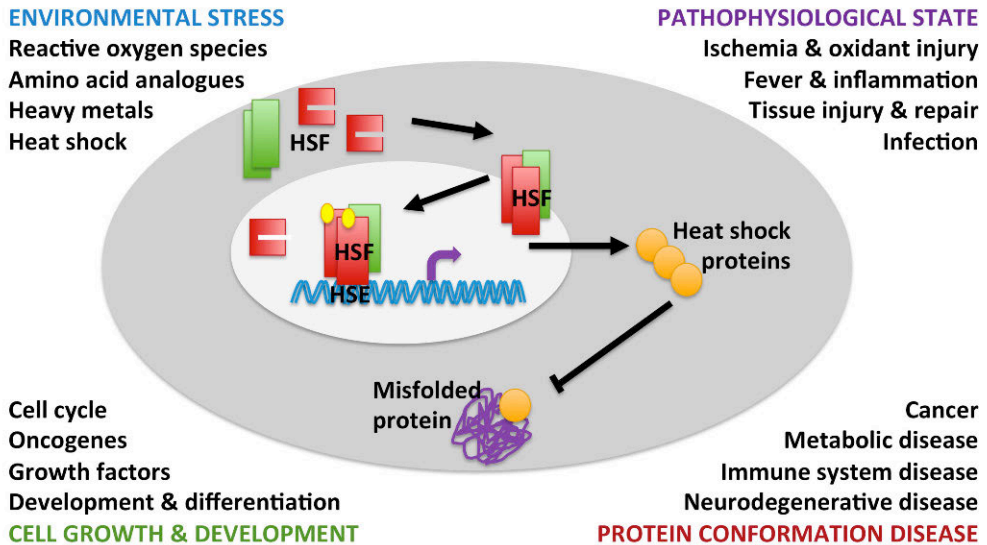 ENVIRONMENTAL STRESS
Reactive oxygen species
Amino acid analogues
Heavy metals
Heat shock
PATHOPHYSIOLOGICAL STATE
Ischemia & oxidant injury
Fever & inflammation
Tissue injury & repair
Infection
HSF
HSF
HSF
HSE
Heat shock
proteins
Misfolded
protein
Cell cycle
Oncogenes
Growth factors
Development & differentiation
CELL GROWTH & DEVELOPMENT
Cancer
Metabolic disease
Immune system disease
Neurodegenerative disease
PROTEIN CONFORMATION DISEASE